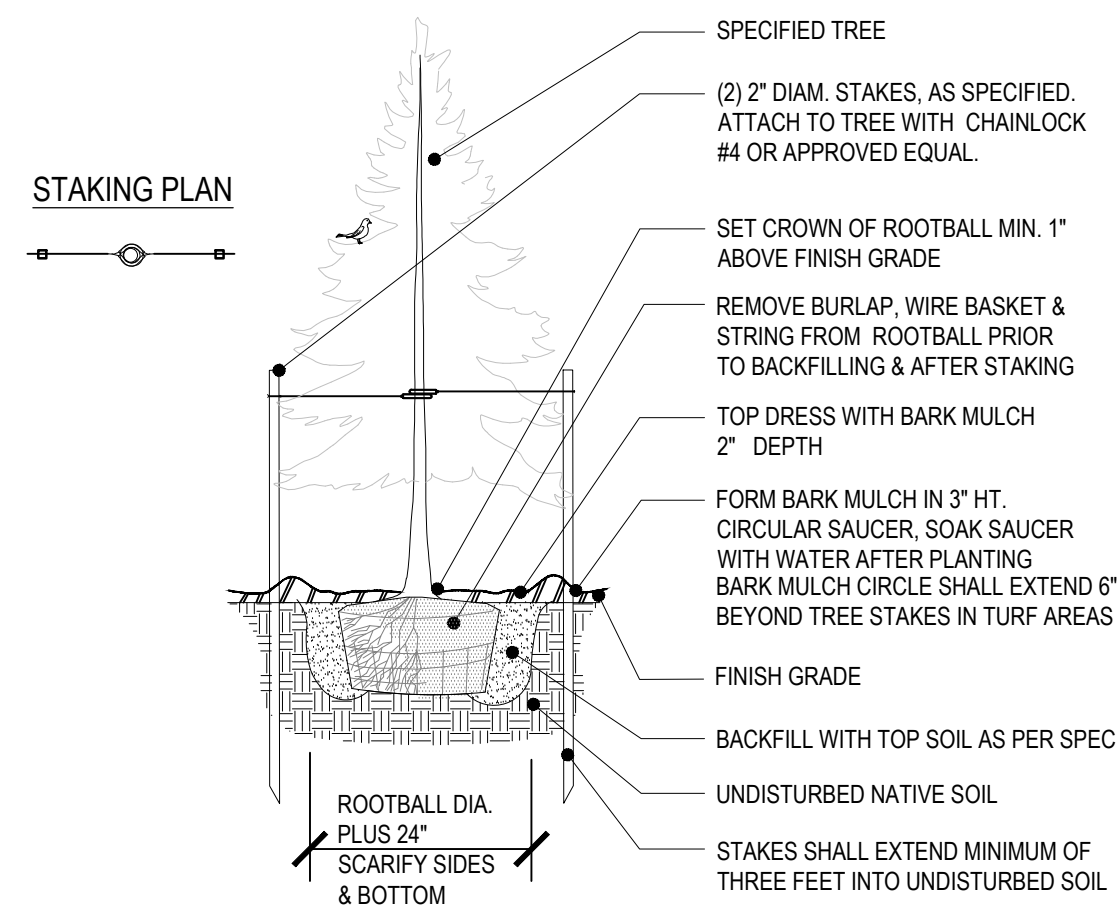 STAKING PLAN
SPECIFIED TREE
(2) 2" DIAM. STAKES, AS SPECIFIED.
ATTACH TO TREE WITH CHAINLOCK
#4 OR APPROVED EQUAL.
SET CROWN OF ROOTBALL MIN. 1"
ABOVE FINISH GRADE
REMOVE BURLAP, WIRE BASKET &
STRING FROM ROOTBALL PRIOR
TO BACKFILLING & AFTER STAKING
TOP DRESS WITH BARK MULCH
2" DEPTH
FORM BARK MULCH IN 3" HT.
CIRCULAR SAUCER, SOAK SAUCER
WITH WATER AFTER PLANTING
BARK MULCH CIRCLE SHALL EXTEND 6"
BEYOND TREE STAKES IN TURF AREAS
FINISH GRADE
BACKFILL WITH TOP SOIL AS PER SPEC
UNDISTURBED NATIVE SOIL
STAKES SHALL EXTEND MINIMUM OF
THREE FEET INTO UNDISTURBED SOIL
ROOTBALL DIA.
PLUS 24"
SCARIFY SIDES
& BOTTOM